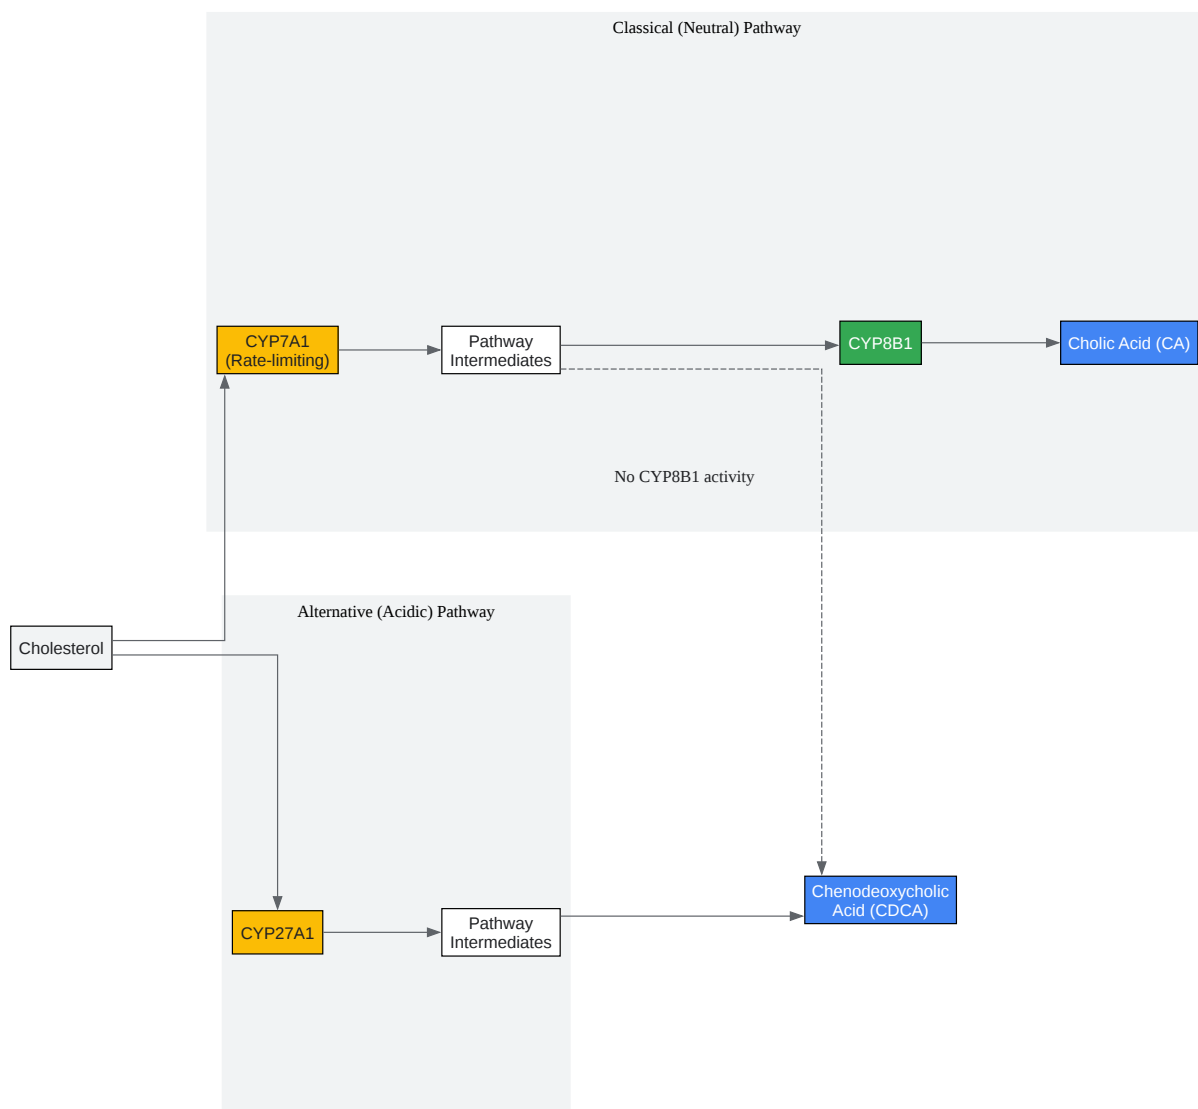 Classical (Neutral) Pathway
CYP7A1
(Rate-limiting)
Pathway
Intermediates
CYP8B1
Cholic Acid (CA)
No CYP8B1 activity
Alternative (Acidic) Pathway
Cholesterol
CYP27A1
Pathway
Intermediates
Chenodeoxycholic
Acid (CDCA)